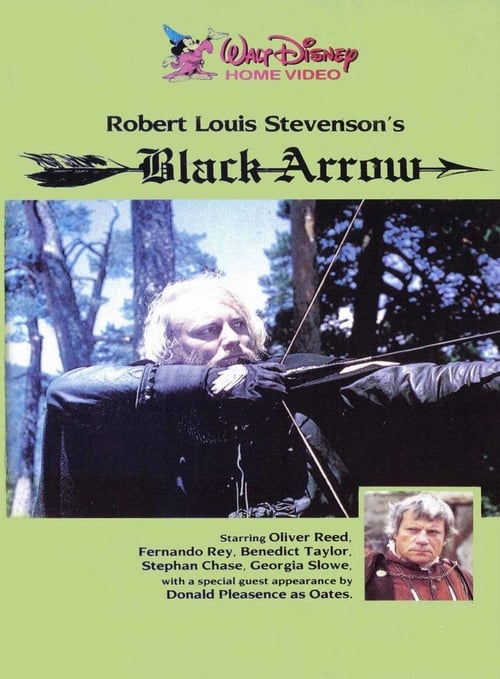 Walt Disney
HOME VIDEO
Robert Louis Stevenson's
Black Arrow
Starring Oliver Reed,
Fernando Rey, Benedict Taylor,
Stephan Chase, Georgia Slowe,
with a special guest appearance by
Donald Pleasence as Oates.